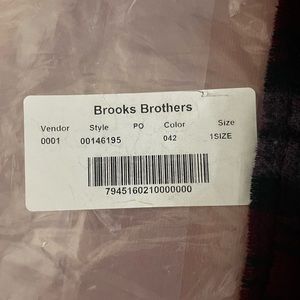 Brooks Brothers
Vendor Style PO Color Size
0001 00146195 042 1SIZE
7945160210000000